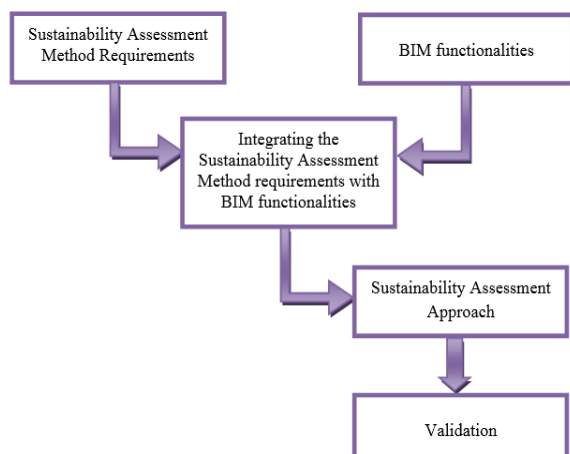 Sustainability Assessment
Method Requirements
BIM functionalities
Integrating the
Sustainability Assessment
Method requirements with
BIM functionalities
Sustainability Assessment
Approach
Validation